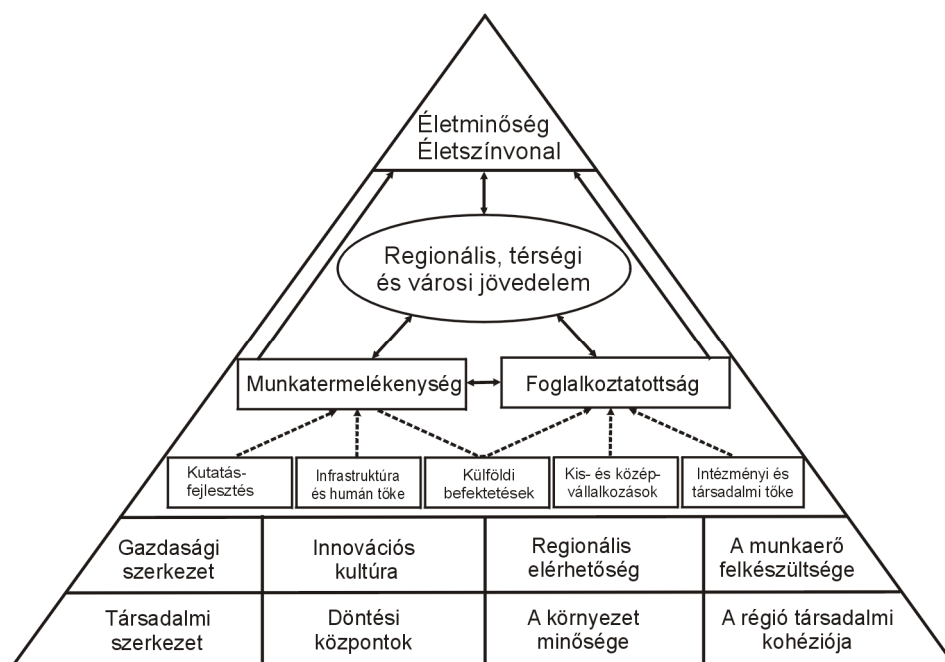 Életminőség
Életszínvonal
Regionális, térségi
és városi jövedelem
Munkatermelékenység
Foglalkoztatottság
Kutatás-
fejlesztés
Infrastruktúra
és humán tőke
Külföldi
befektetések
Kis- és közép-
vállalkozások
Intézményi és
társadalmi tőke
Gazdasági
szerkezet
Innovációs
kultúra
Regionális
elérhetőség
A munkaerő
felkészültsége
Társadalmi
szerkezet
Döntési
központok
A környezet
minősége
A régió társadalmi
kohéziója